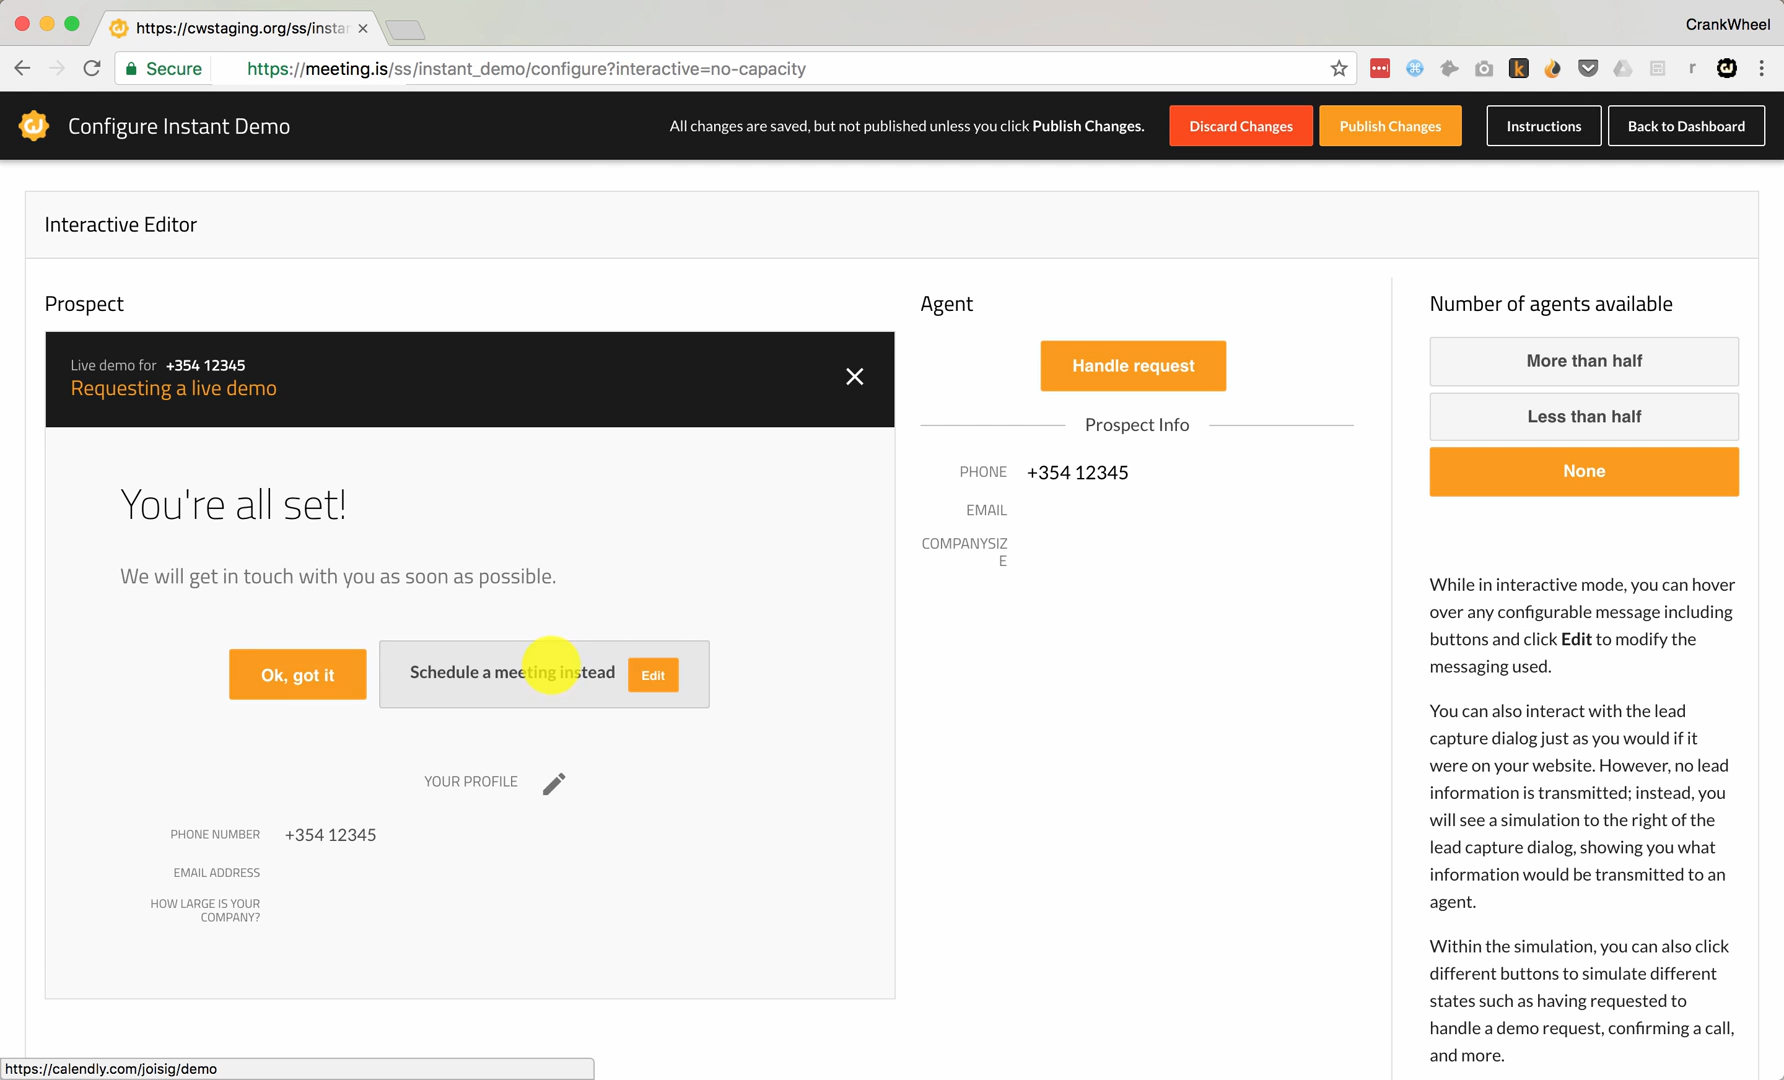 https://cwstaging.org/ss/instar
CrankWheel
Secure https://meeting.is/ss/instant_demo/configure?interactive=no-capacity
Configure Instant Demo
All changes are saved, but not published unless you click Publish Changes.
Discard Changes
Publish Changes
Instructions
Back to Dashboard
Interactive Editor
Prospect
Live demo for +354 12345
Requesting a live demo
You're all set!
We will get in touch with you as soon as possible.
Ok, got it
Schedule a meeting instead
Edit
YOUR PROFILE
PHONE NUMBER +354 12345
EMAIL ADDRESS
HOW LARGE IS YOUR
COMPANY?
Agent
Handle request
Prospect Info
PHONE +354 12345
EMAIL
COMPANYSIZ
E
Number of agents available
More than half
Less than half
None
While in interactive mode, you can hover
over any configurable message including
buttons and click Edit to modify the
messaging used.
You can also interact with the lead
capture dialog just as you would if it
were on your website. However, no lead
information is transmitted; instead, you
will see a simulation to the right of the
lead capture dialog, showing you what
information would be transmitted to an
agent.
Within the simulation, you can also click
different buttons to simulate different
states such as having requested to
handle a demo request, confirming a call,
and more.
https://calendly.com/joisig/demo